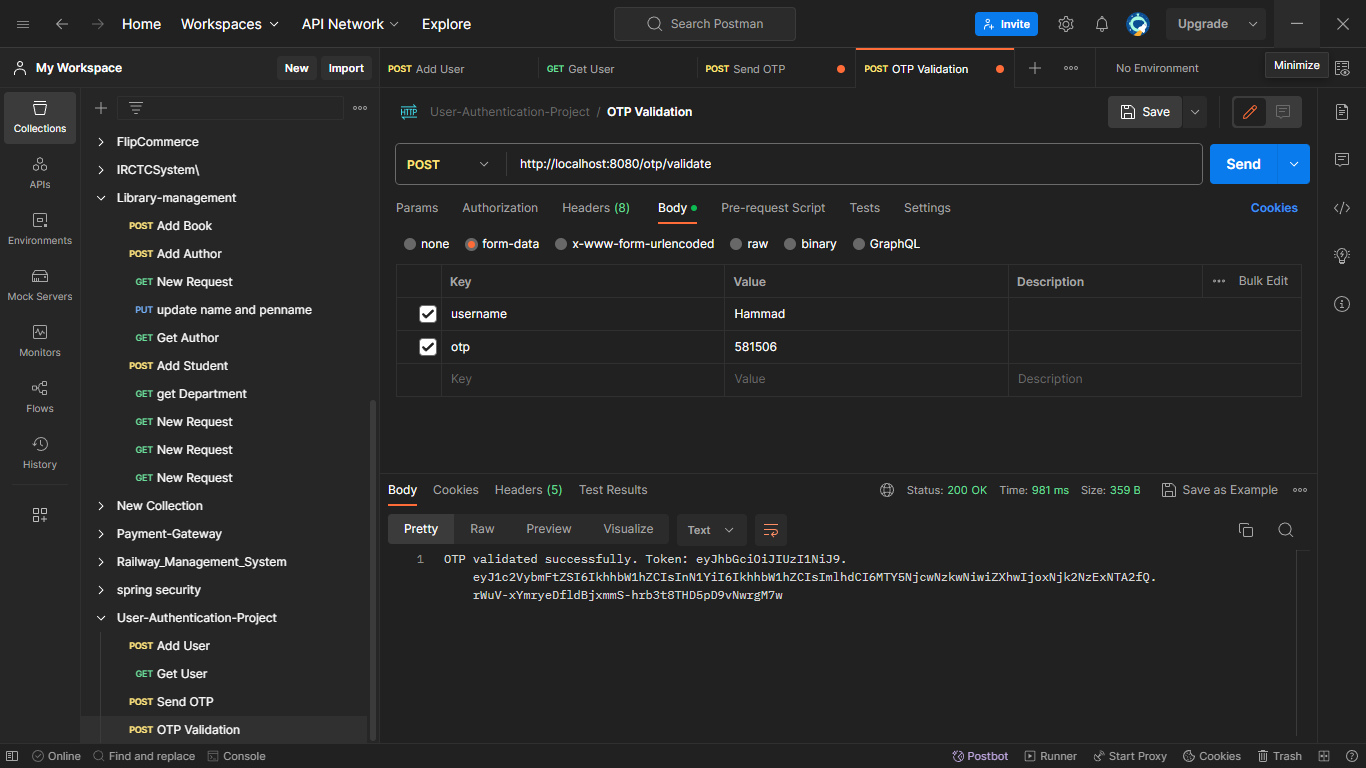 Home Workspaces API Network Explore Search Postman Invite Upgrade
My Workspace New Import POST Add User GET Get User POST Send OTP POST OTP Validation No Environment Minimize
Collections
APIs
Environments
Mock Servers
Monitors
Flows
History
FlipCommerce
IRCTCSystem\
Library-management
POST Add Book
POST Add Author
GET New Request
PUT update name and penname
GET Get Author
POST Add Student
GET get Department
GET New Request
GET New Request
GET New Request
New Collection
Payment-Gateway
Railway_Management_System
spring security
User-Authentication-Project
POST Add User
GET Get User
POST Send OTP
POST OTP Validation
HTTP User-Authentication-Project / OTP Validation Save
POST http://localhost:8080/otp/validate Send
Params Authorization Headers (8) Body Pre-request Script Tests Settings Cookies
none form-data x-www-form-urlencoded raw binary GraphQL
Key Value Description Bulk Edit
username Hammad
otp 581506
Key Value Description
Body Cookies Headers (5) Test Results Status: 200 OK Time: 981 ms Size: 359 B Save as Example
Pretty Raw Preview Visualize Text
1 OTP validated successfully. Token: eyJhbGciOiJIUzI1NiJ9.
eyJ1c2VybmFtZSI6IkhhbW1hZCIsInN1YiI6IkhhbW1hZCIsImlhdCI6MTY5NjcwNzkwNiwiZXhwIjoxNjk2NzExNTA2fQ.
rWuV-xYmryeDfldBjxmmS-hrb3t8THD5pD9vNwrgM7w
Online Find and replace Console Postbot Runner Start Proxy Cookies Trash